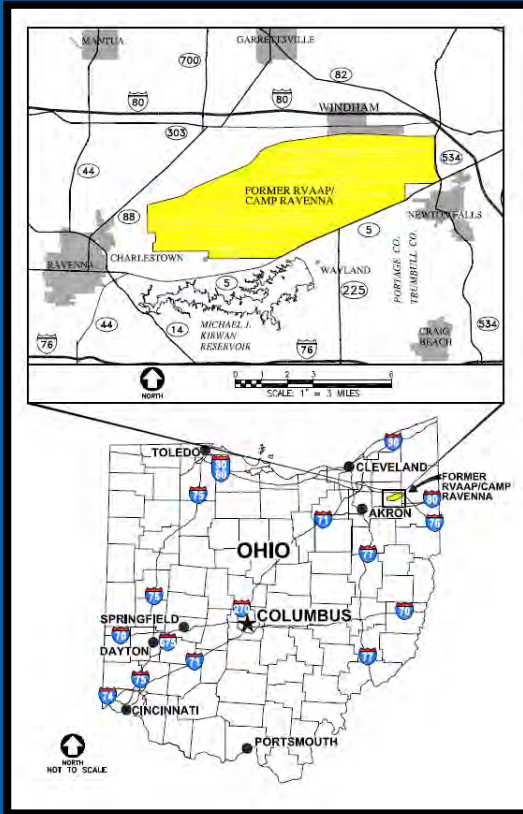 MANTUA
GARRETTSVILLE
700
82
80
80
WINDHAM
303
534
44
FORMER RVAAP/
CAMP RAVENNA
88
NEWTON FALLS
5
CHARLESTOWN
RAVENNA
WAYLAND
5
225
PORTAGE CO.
TRUMBULL CO.
44
14
MICHAEL J.
KIRWAN
RESERVOIR
CRAIG
BEACH
534
76
76
NORTH
0 1 2 3 6
SCALE: 1" = 3 MILES
90
TOLEDO
CLEVELAND
80
90
75
FORMER
RVAAP/CAMP
RAVENNA
80
71
AKRON
76
77
OHIO
75
270
COLUMBUS
70
SPRINGFIELD
70
DAYTON
675
71
77
75
74
CINCINNATI
PORTSMOUTH
NORTH
NOT TO SCALE